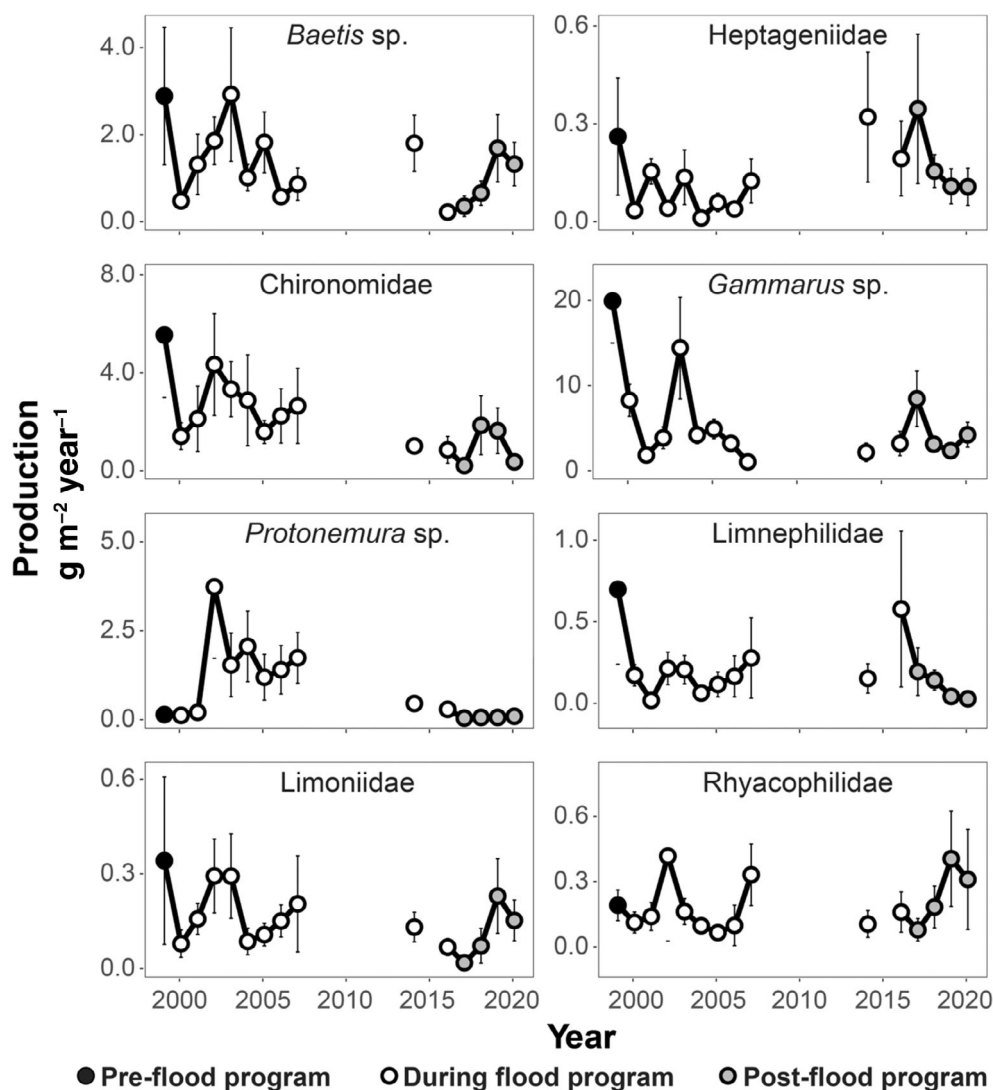 Baetis sp.
4.0
2.0
0.0
Heptageniidae
0.6
0.3
0.0
Chironomidae
8.0
4.0
0.0
Gammarus sp.
20
10
0
Protonemura sp.
5.0
2.5
0.0
Limnephilidae
1.0
0.5
0.0
Limoniidae
0.6
0.3
0.0
Rhyacophilidae
0.6
0.3
0.0
Production
g m⁻² year⁻¹
2000 2005 2010 2015 2020
2000 2005 2010 2015 2020
Year
Pre-flood program During flood program Post-flood program